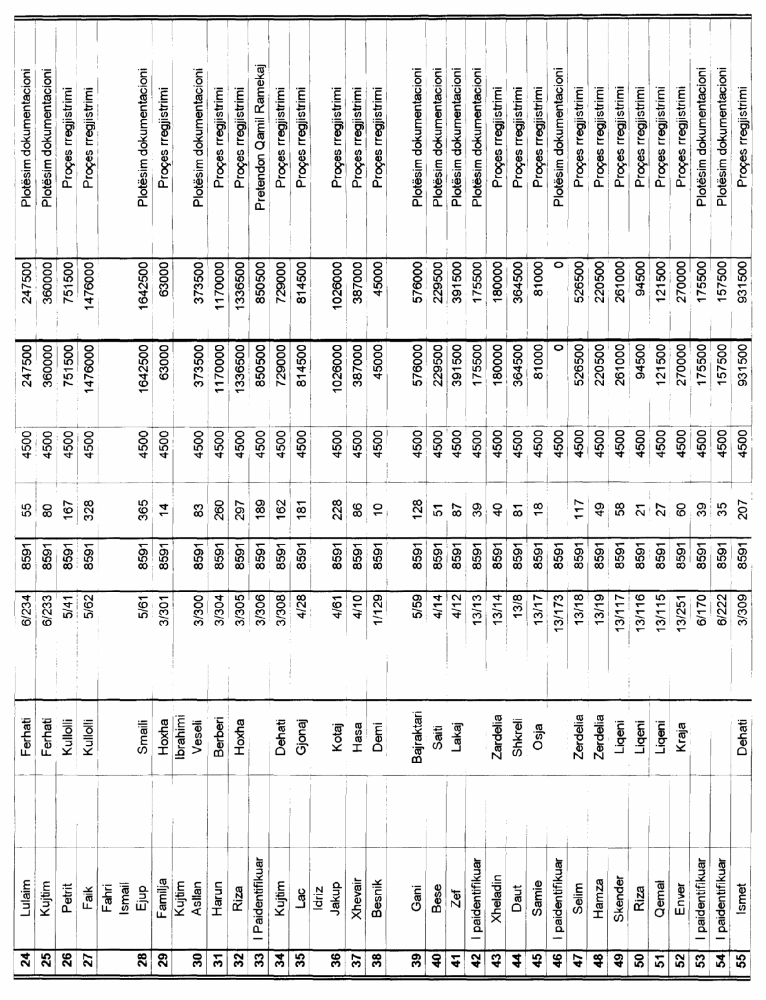 24 Lulaim Ferhati 6/234 8591 55 4500 247500 247500 Plotësim dokumentacioni
25 Kujtim Ferhati 6/233 8591 80 4500 360000 360000 Plotësim dokumentacioni
26 Petrit Kullolli 5/41 8591 167 4500 751500 751500 Proçes rregjistrimi
27 Faik Kullolli 5/62 8591 328 4500 1476000 1476000 Proçes rregjistrimi
Fahri
Ismail
28 Ejup Smaili 5/61 8591 365 4500 1642500 1642500 Plotësim dokumentacioni
29 Familja Hoxha 3/301 8591 14 4500 63000 63000 Proçes rregjistrimi
Kujtim Ibrahimi
30 Asllan Veseli 3/300 8591 83 4500 373500 373500 Plotësim dokumentacioni
31 Harun Berberi 3/304 8591 260 4500 1170000 1170000 Proçes rregjistrimi
32 Riza Hoxha 3/305 8591 297 4500 1336500 1336500 Proçes rregjistrimi
33 I Paidentifikuar 3/306 8591 189 4500 850500 850500 Pretendon Qamil Ramekaj
34 Kujtim Dehati 3/308 8591 162 4500 729000 729000 Proçes rregjistrimi
35 Lac Gjonaj 4/28 8591 181 4500 814500 814500 Proçes rregjistrimi
Idriz
36 Jakup Kotaj 4/61 8591 228 4500 1026000 1026000 Proçes rregjistrimi
37 Xhevair Hasa 4/10 8591 86 4500 387000 387000 Proçes rregjistrimi
38 Besnik Demi 1/129 8591 10 4500 45000 45000 Proçes rregjistrimi
39 Gani Bajraktari 5/59 8591 128 4500 576000 576000 Plotësim dokumentacioni
40 Bese Saiti 4/14 8591 51 4500 229500 229500 Plotësim dokumentacioni
41 Zef Lakaj 4/12 8591 87 4500 391500 391500 Plotësim dokumentacioni
42 I paidentifikuar 13/13 8591 39 4500 175500 175500 Plotësim dokumentacioni
43 Xheladin Zardelia 13/14 8591 40 4500 180000 180000 Proçes rregjistrimi
44 Daut Shkreli 13/8 8591 81 4500 364500 364500 Proçes rregjistrimi
45 Samie Osja 13/17 8591 18 4500 81000 81000 Proçes rregjistrimi
46 I paidentifikuar 13/173 8591 4500 0 0 Plotësim dokumentacioni
47 Selim Zerdelia 13/18 8591 117 4500 526500 526500 Proçes rregjistrimi
48 Hamza Zerdelia 13/19 8591 49 4500 220500 220500 Proçes rregjistrimi
49 Skender Liqeni 13/117 8591 58 4500 261000 261000 Proçes rregjistrimi
50 Riza Liqeni 13/116 8591 21 4500 94500 94500 Proçes rregjistrimi
51 Qemal Liqeni 13/115 8591 27 4500 121500 121500 Proçes rregjistrimi
52 Enver Kraja 13/251 8591 60 4500 270000 270000 Proçes rregjistrimi
53 I paidentifikuar 6/170 8591 39 4500 175500 175500 Plotësim dokumentacioni
54 I paidentifikuar 6/222 8591 35 4500 157500 157500 Plotësim dokumentacioni
55 Ismet Dehati 3/309 8591 207 4500 931500 931500 Proçes rregjistrimi